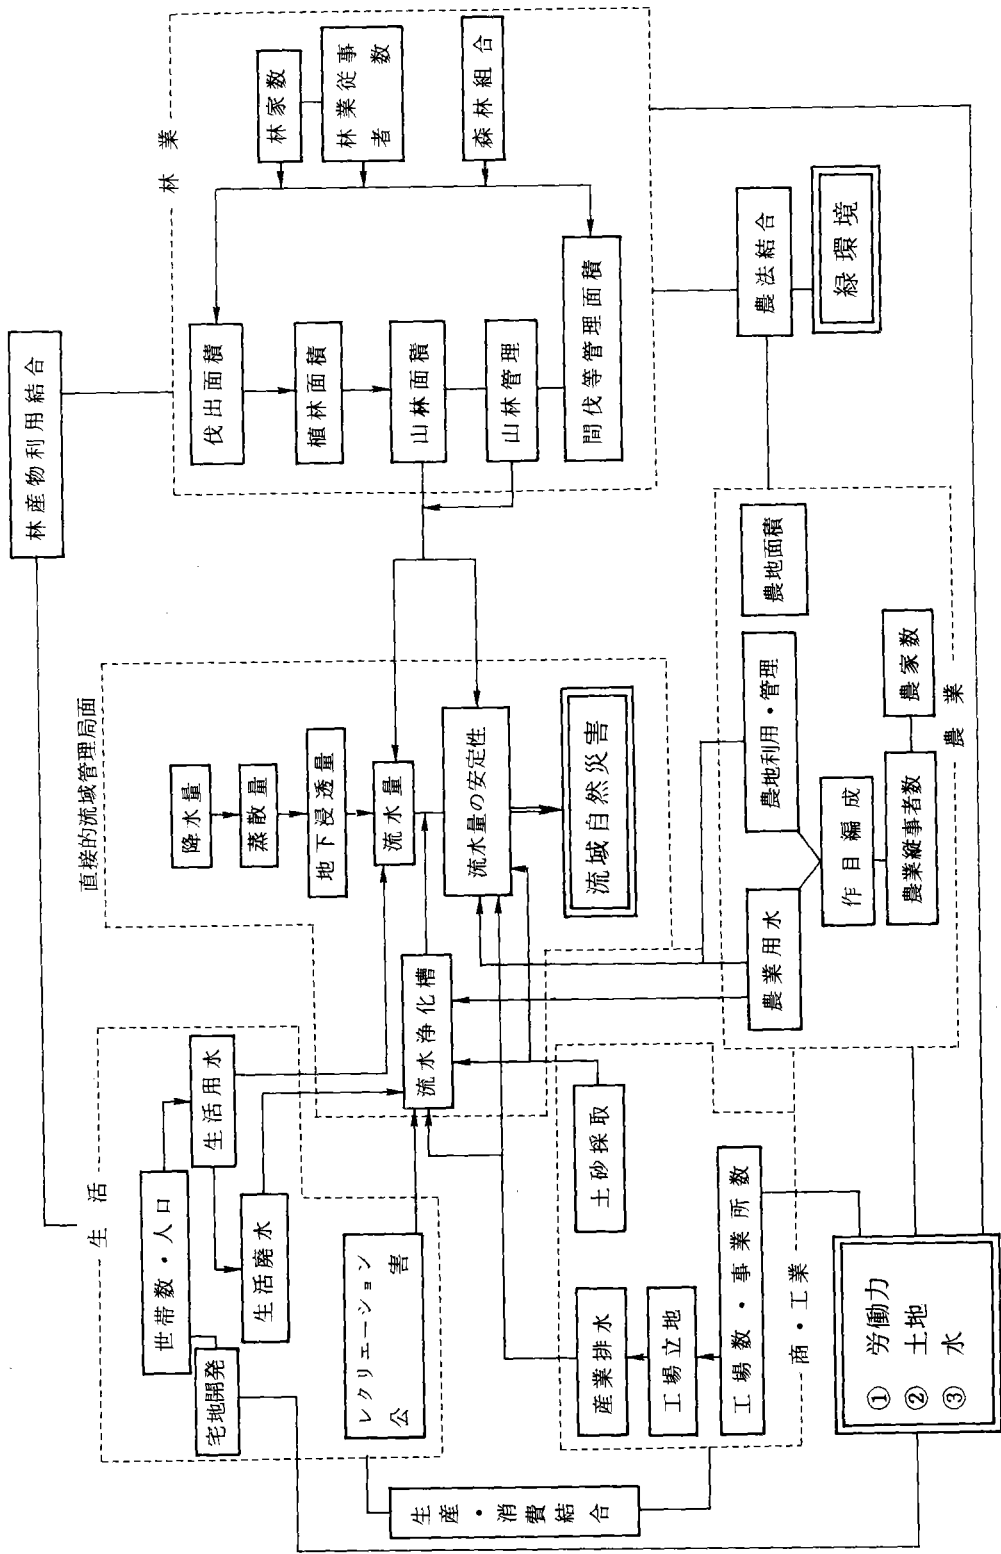 林産物利用結合
林業
林家数
林業従事
者数
森林組合
伐出面積
植林面積
山林面積
山林管理
間伐等管理面積
農法結合
緑環境
直接的流域管理局面
降水量
蒸散量
地下浸透量
流水量
流水量の安定性
流域自然災害
流水浄化槽
生活
世帯数・人口
生活用水
生活廃水
宅地開発
レクリエーション
公害
生産・消費結合
土砂採取
産業排水
工場立地
工場数・事業所数
商・工業
農地面積
農地利用・管理
農業用水
作目編成
農業縦事者数
農家数
農業
① 労働力
② 土地
③ 水